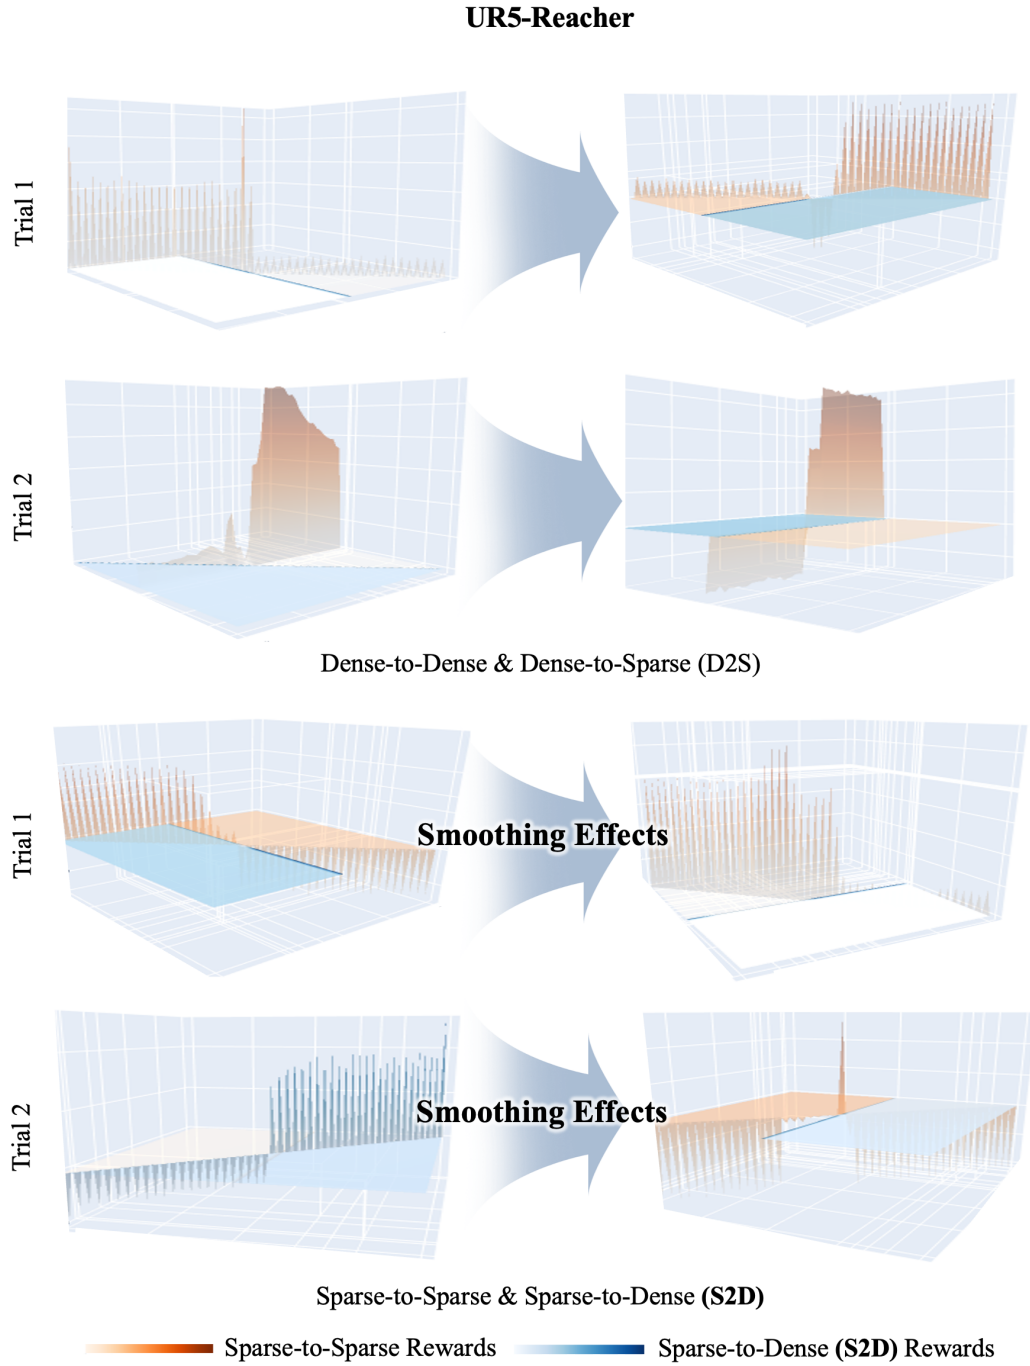 UR5-Reacher
Trial 1
Trial 2
Dense-to-Dense & Dense-to-Sparse (D2S)
Trial 1
Smoothing Effects
Trial 2
Smoothing Effects
Sparse-to-Sparse & Sparse-to-Dense (S2D)
Sparse-to-Sparse Rewards
Sparse-to-Dense (S2D) Rewards